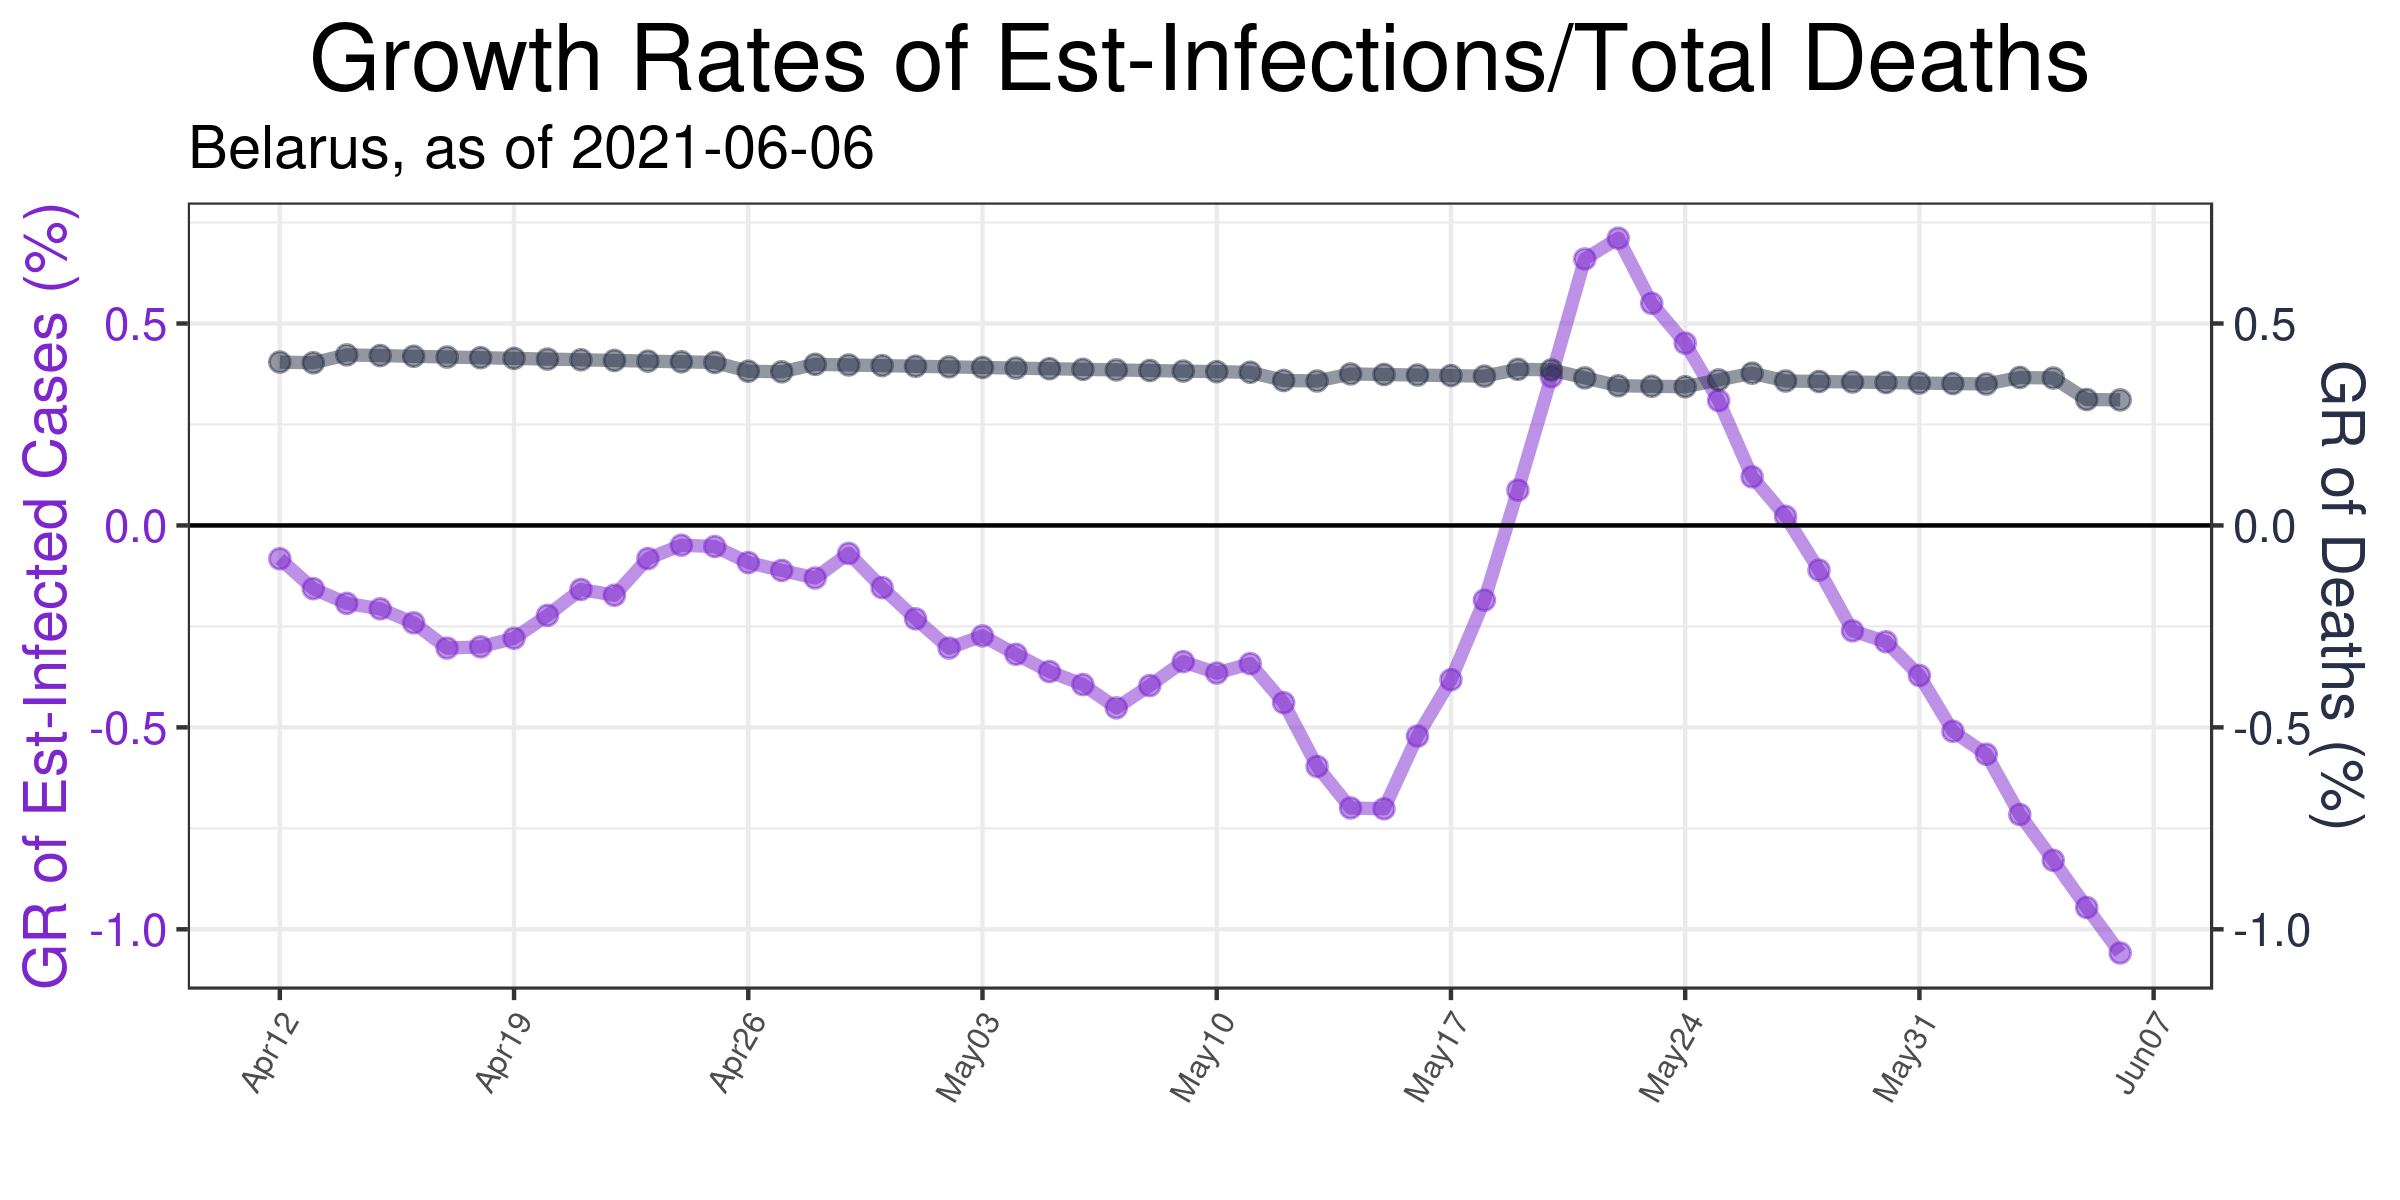 Growth Rates of Est-Infections/Total Deaths
Belarus, as of 2021-06-06
GR of Est-Infected Cases (%)
0.5
0.0
-0.5
-1.0
0.5
0.0
-0.5
-1.0
GR of Deaths (%)
Apr12
Apr19
Apr26
May03
May10
May17
May24
May31
Jun07